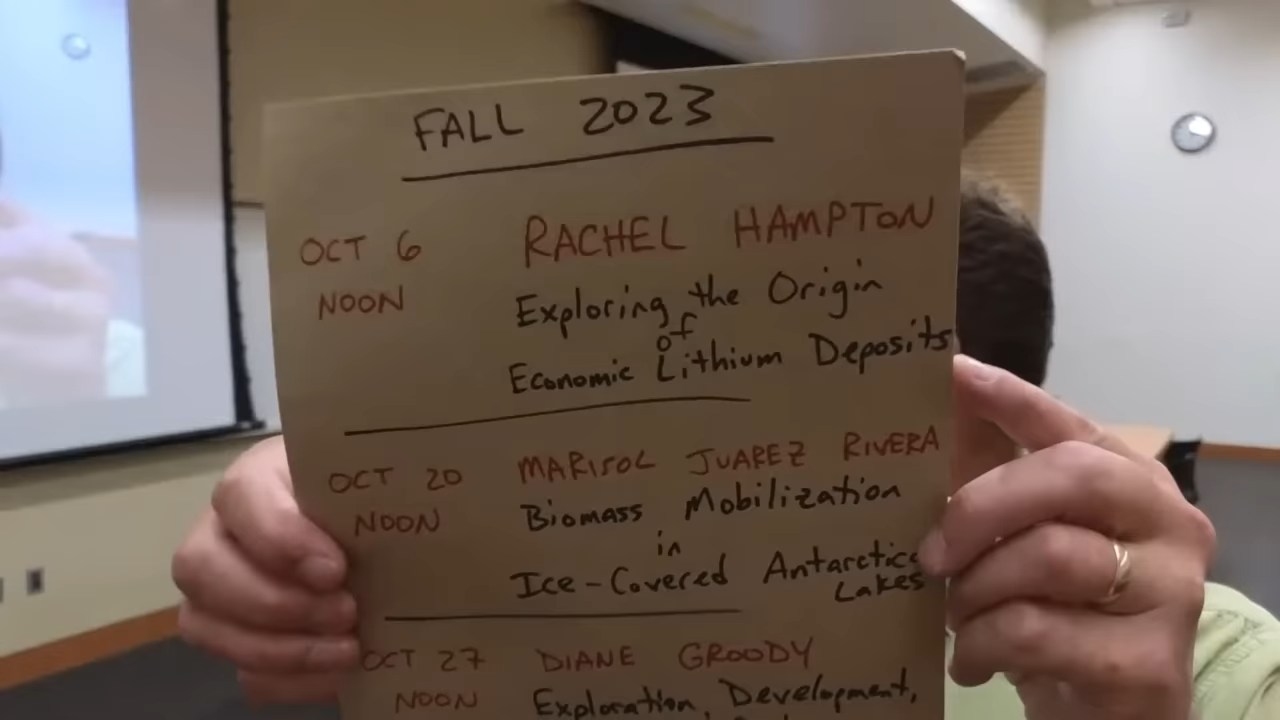 FALL 2023
OCT 6 RACHEL HAMPTON
NOON Exploring the Origin
of
Economic Lithium Deposits
OCT 20 MARISOL JUAREZ RIVERA
NOON Biomass Mobilization
in
Ice-Covered Antarctic
Lakes
OCT 27 DIANE GROODY
NOON Exploration, Development,